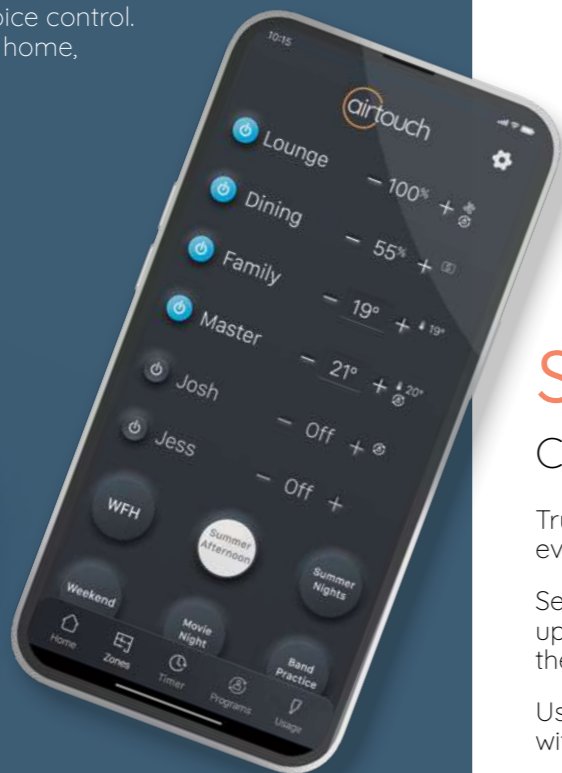 oice control.
home,
10:15
airtouch
Lounge
− 100% +
Dining
− 55% +
Family
− 19° + 19°
Master
− 21° + 20°
Josh
− Off +
Jess
− Off +
WFH
Summer
Afternoon
Summer
Nights
Weekend
Movie
Night
Band
Practice
Home
Zones
Timer
Programs
Usage
S
C
Tru
ev
Se
up
the
Us
wit